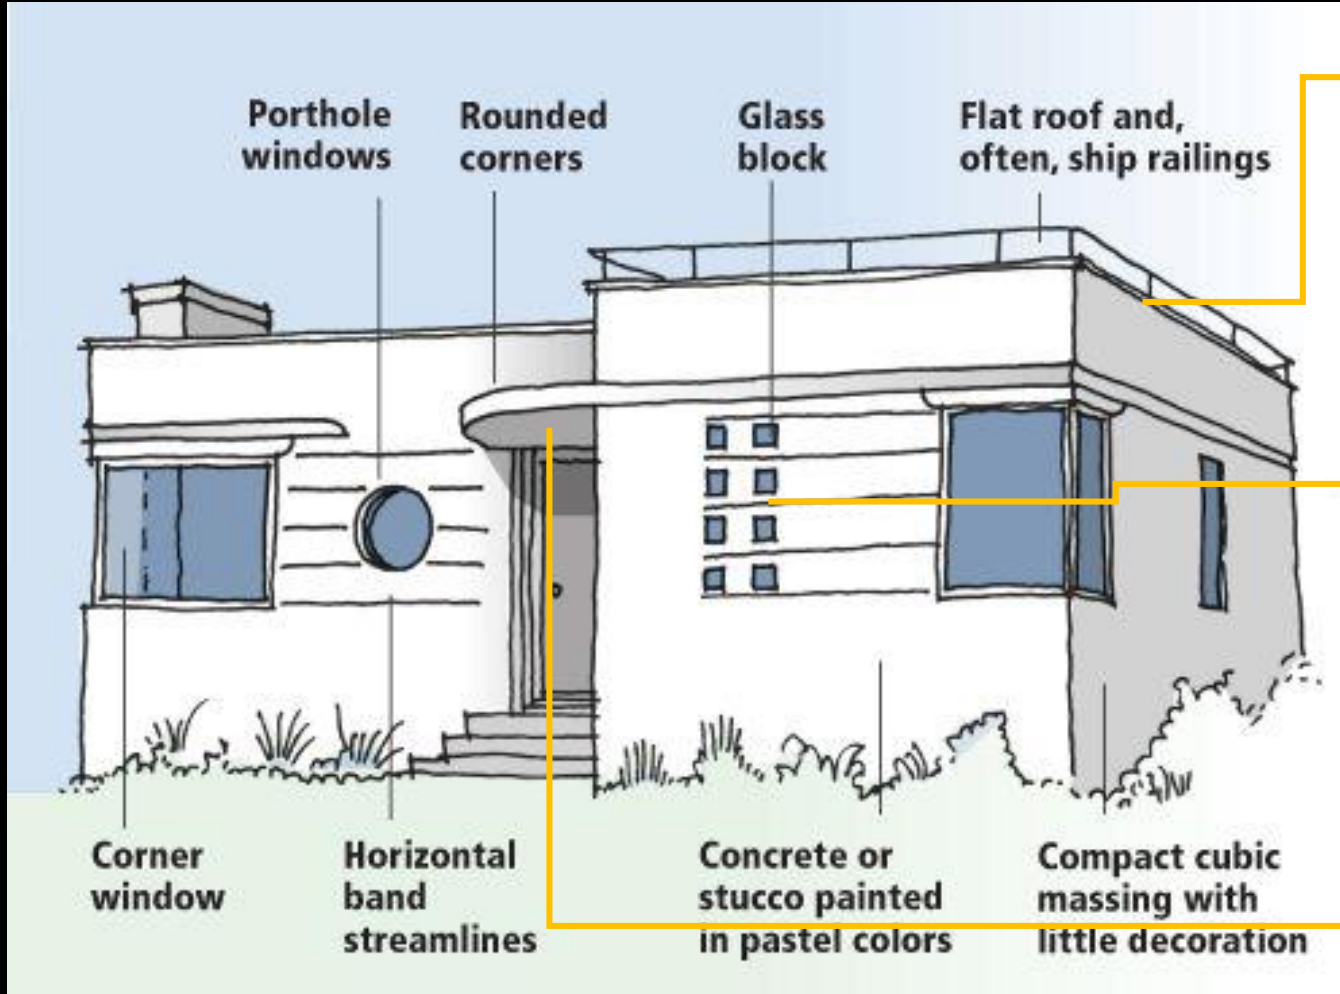 Porthole
windows
Rounded
corners
Glass
block
Flat roof and,
often, ship railings
Corner
window
Horizontal
band
streamlines
Concrete or
stucco painted
in pastel colors
Compact cubic
massing with
little decoration